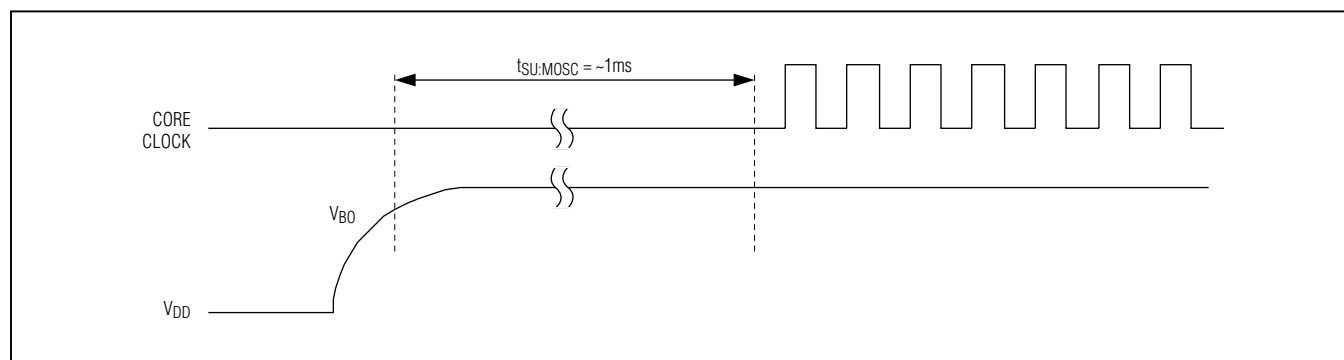 tSU:MOSC = ~1ms
CORE
CLOCK
VBO
VDD